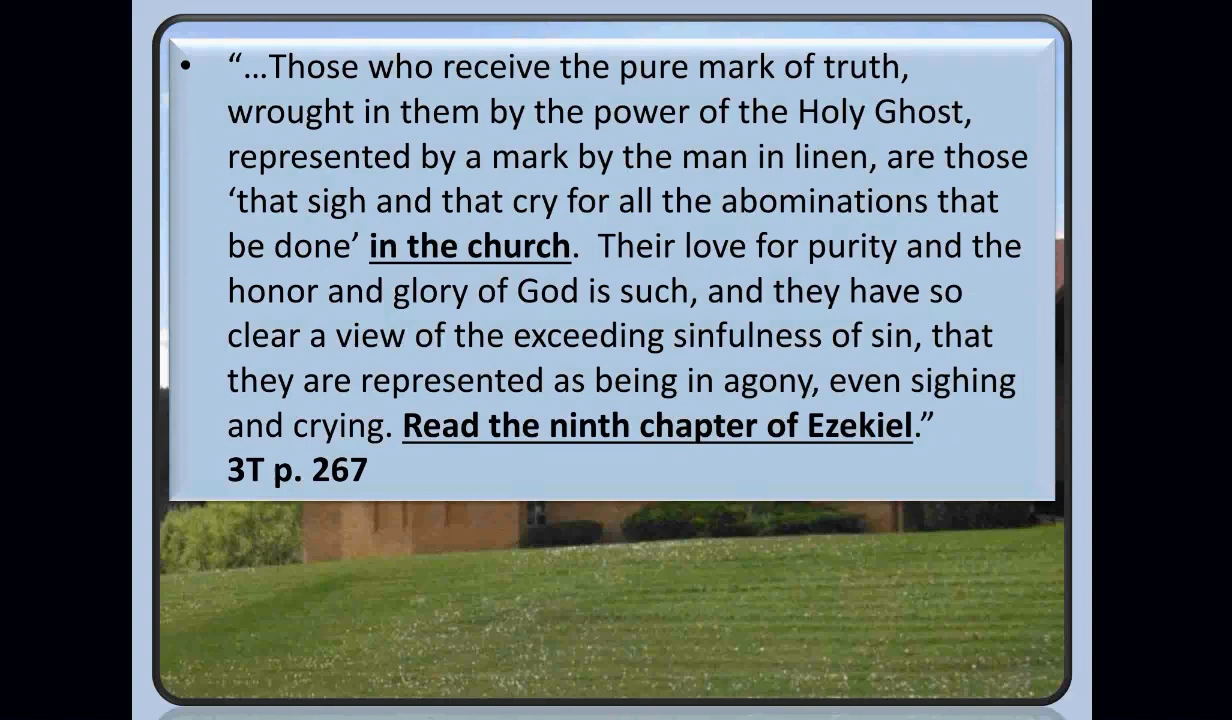 • “…Those who receive the pure mark of truth,
wrought in them by the power of the Holy Ghost,
represented by a mark by the man in linen, are those
‘that sigh and that cry for all the abominations that
be done’ in the church.  Their love for purity and the
honor and glory of God is such, and they have so
clear a view of the exceeding sinfulness of sin, that
they are represented as being in agony, even sighing
and crying. Read the ninth chapter of Ezekiel.”
3T p. 267